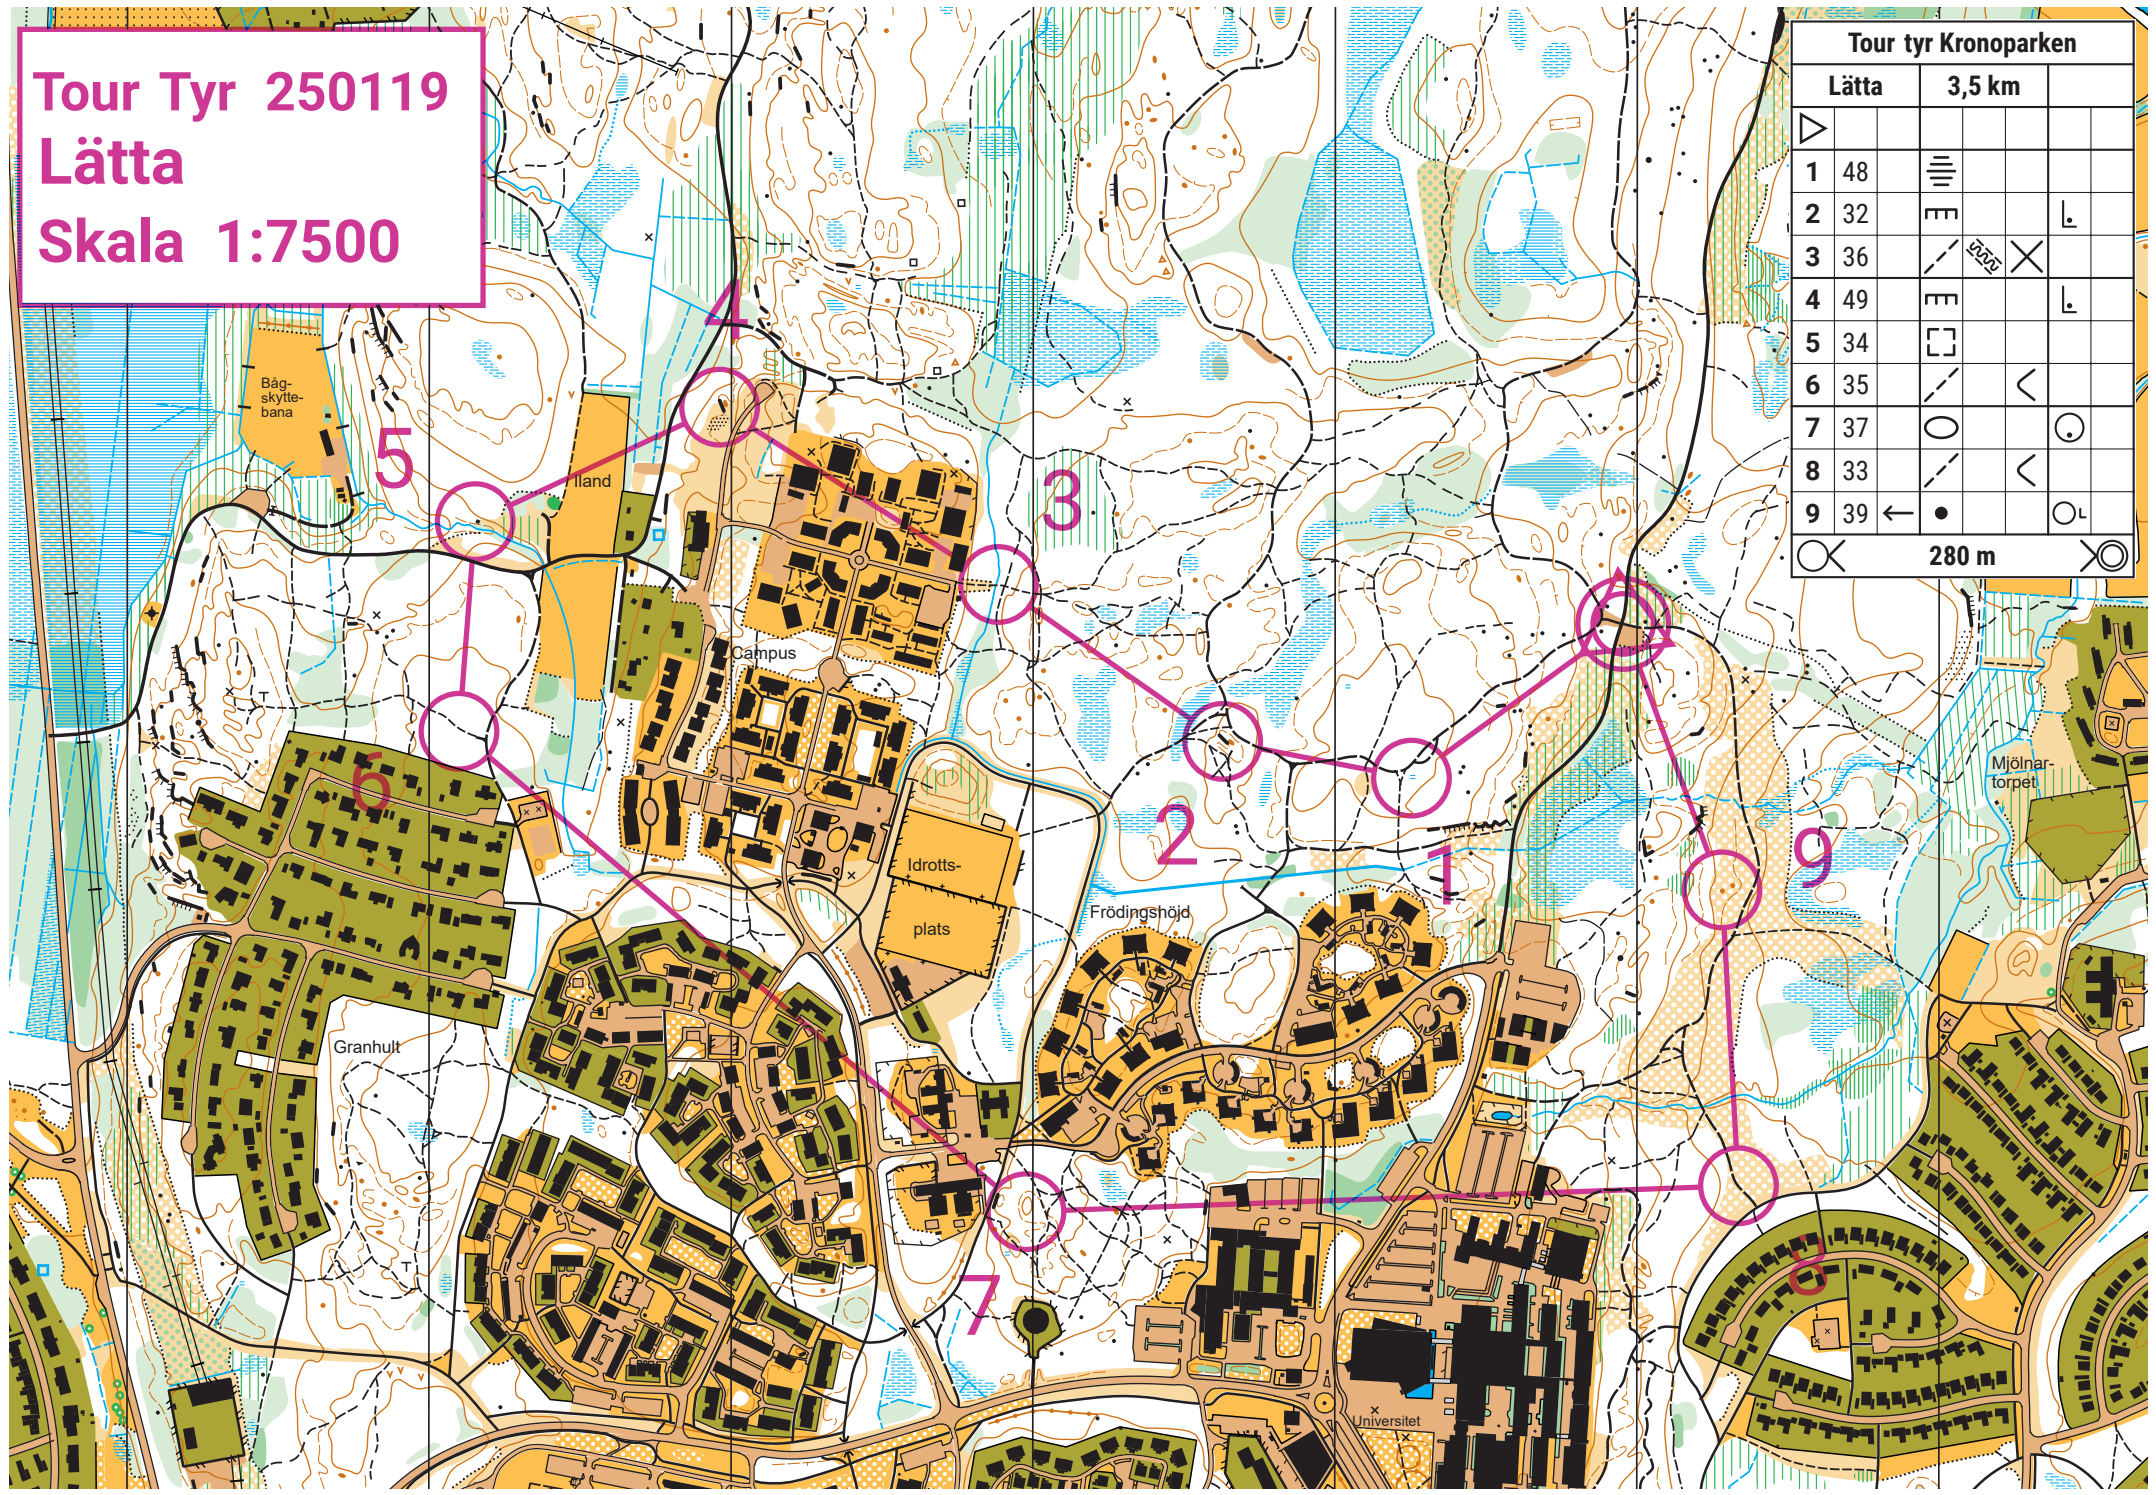 Tour Tyr 250119
Lätta
Skala 1:7500
Tour tyr Kronoparken
Lätta 3,5 km
1 48
2 32
3 36
4 49
5 34
6 35
7 37
8 33
9 39
280 m
4
Båg-
skytte-
bana
5
Iland
3
Campus
Mjölnar-
torpet
6
2
1
9
Idrotts-
plats
Frödingshöjd
Granhult
7
8
Universitet